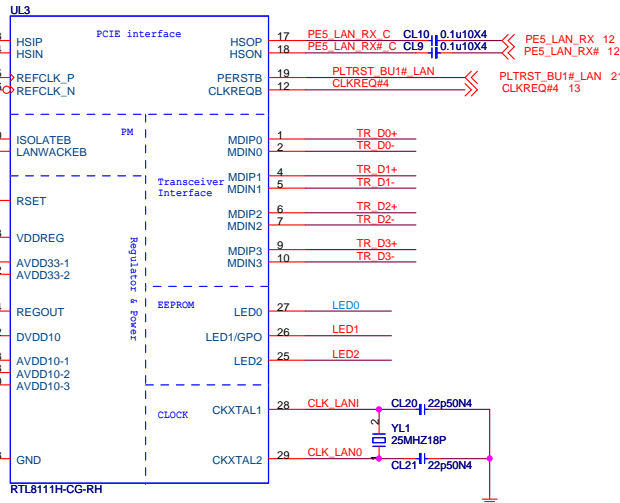 UL3
PCIE interface
HSIP HSOP 17 PE5_LAN_RX_C CL10 0.1u10X4 PE5_LAN_RX 12
HSIN HSON 18 PE5_LAN_RX#_C CL9 0.1u10X4 PE5_LAN_RX# 12
REFCLK_P PERSTB 19 PLTRST_BU1#_LAN PLTRST_BU1#_LAN
REFCLK_N CLKREQB 12 CLKREQ#4 CLKREQ#4 13
PM
ISOLATEB MDIP0 1 TR_D0+
LANWACKEB MDIN0 2 TR_D0-
Transceiver
Interface
MDIP1 4 TR_D1+
MDIN1 5 TR_D1-
RSET
MDIP2 6 TR_D2+
MDIN2 7 TR_D2-
VDDREG
Regulator & Power
MDIP3 9 TR_D3+
MDIN3 10 TR_D3-
AVDD33-1
AVDD33-2
EEPROM
REGOUT LED0 27 LED0
DVDD10 LED1/GPO 26 LED1
AVDD10-1 LED2 25 LED2
AVDD10-2
AVDD10-3
CLOCK
CKXTAL1 28 CLK_LANI CL20 22p50N4
2
YL1
25MHZ18P
1
GND CKXTAL2 29 CLK_LAN0 CL21 22p50N4
RTL8111H-CG-RH